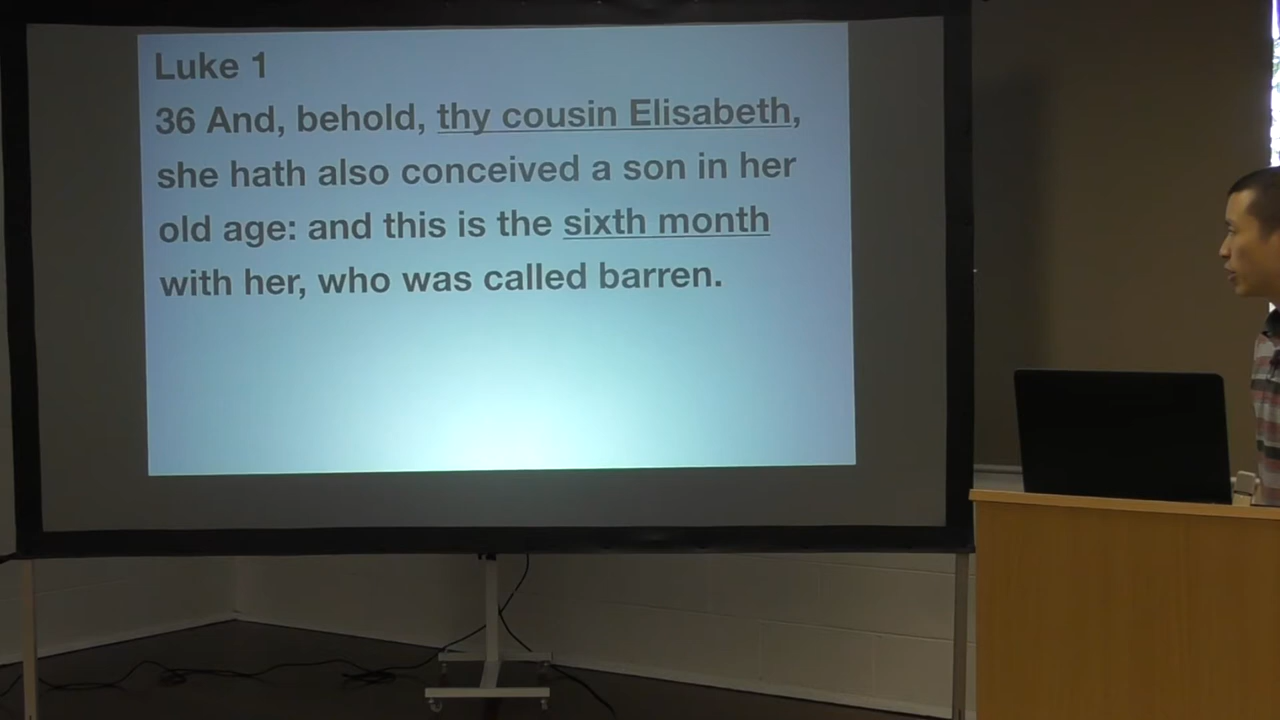 Luke 1
36 And, behold, thy cousin Elisabeth,
she hath also conceived a son in her
old age: and this is the sixth month
with her, who was called barren.